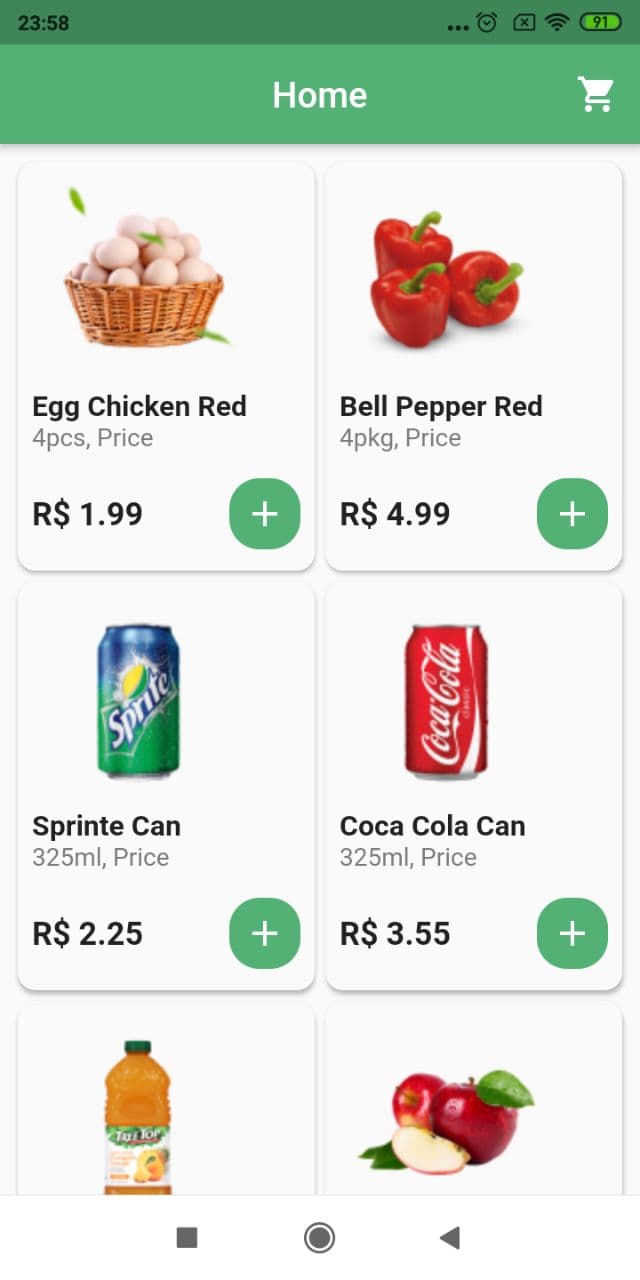 23:58
91
Home
Egg Chicken Red
4pcs, Price
R$ 1.99
Bell Pepper Red
4pkg, Price
R$ 4.99
Sprite
Coca-Cola
classic
Sprinte Can
325ml, Price
R$ 2.25
Coca Cola Can
325ml, Price
R$ 3.55
TREE TOP